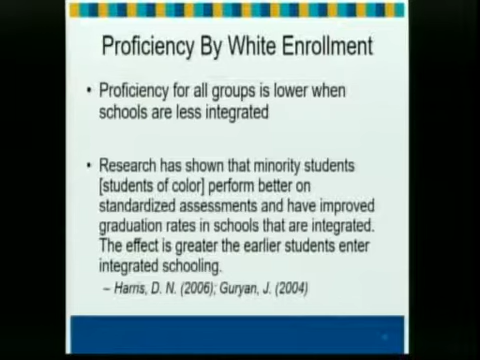 Proficiency By White Enrollment
• Proficiency for all groups is lower when
schools are less integrated
• Research has shown that minority students
[students of color] perform better on
standardized assessments and have improved
graduation rates in schools that are integrated.
The effect is greater the earlier students enter
integrated schooling.
– Harris, D. N. (2006); Guryan, J. (2004)